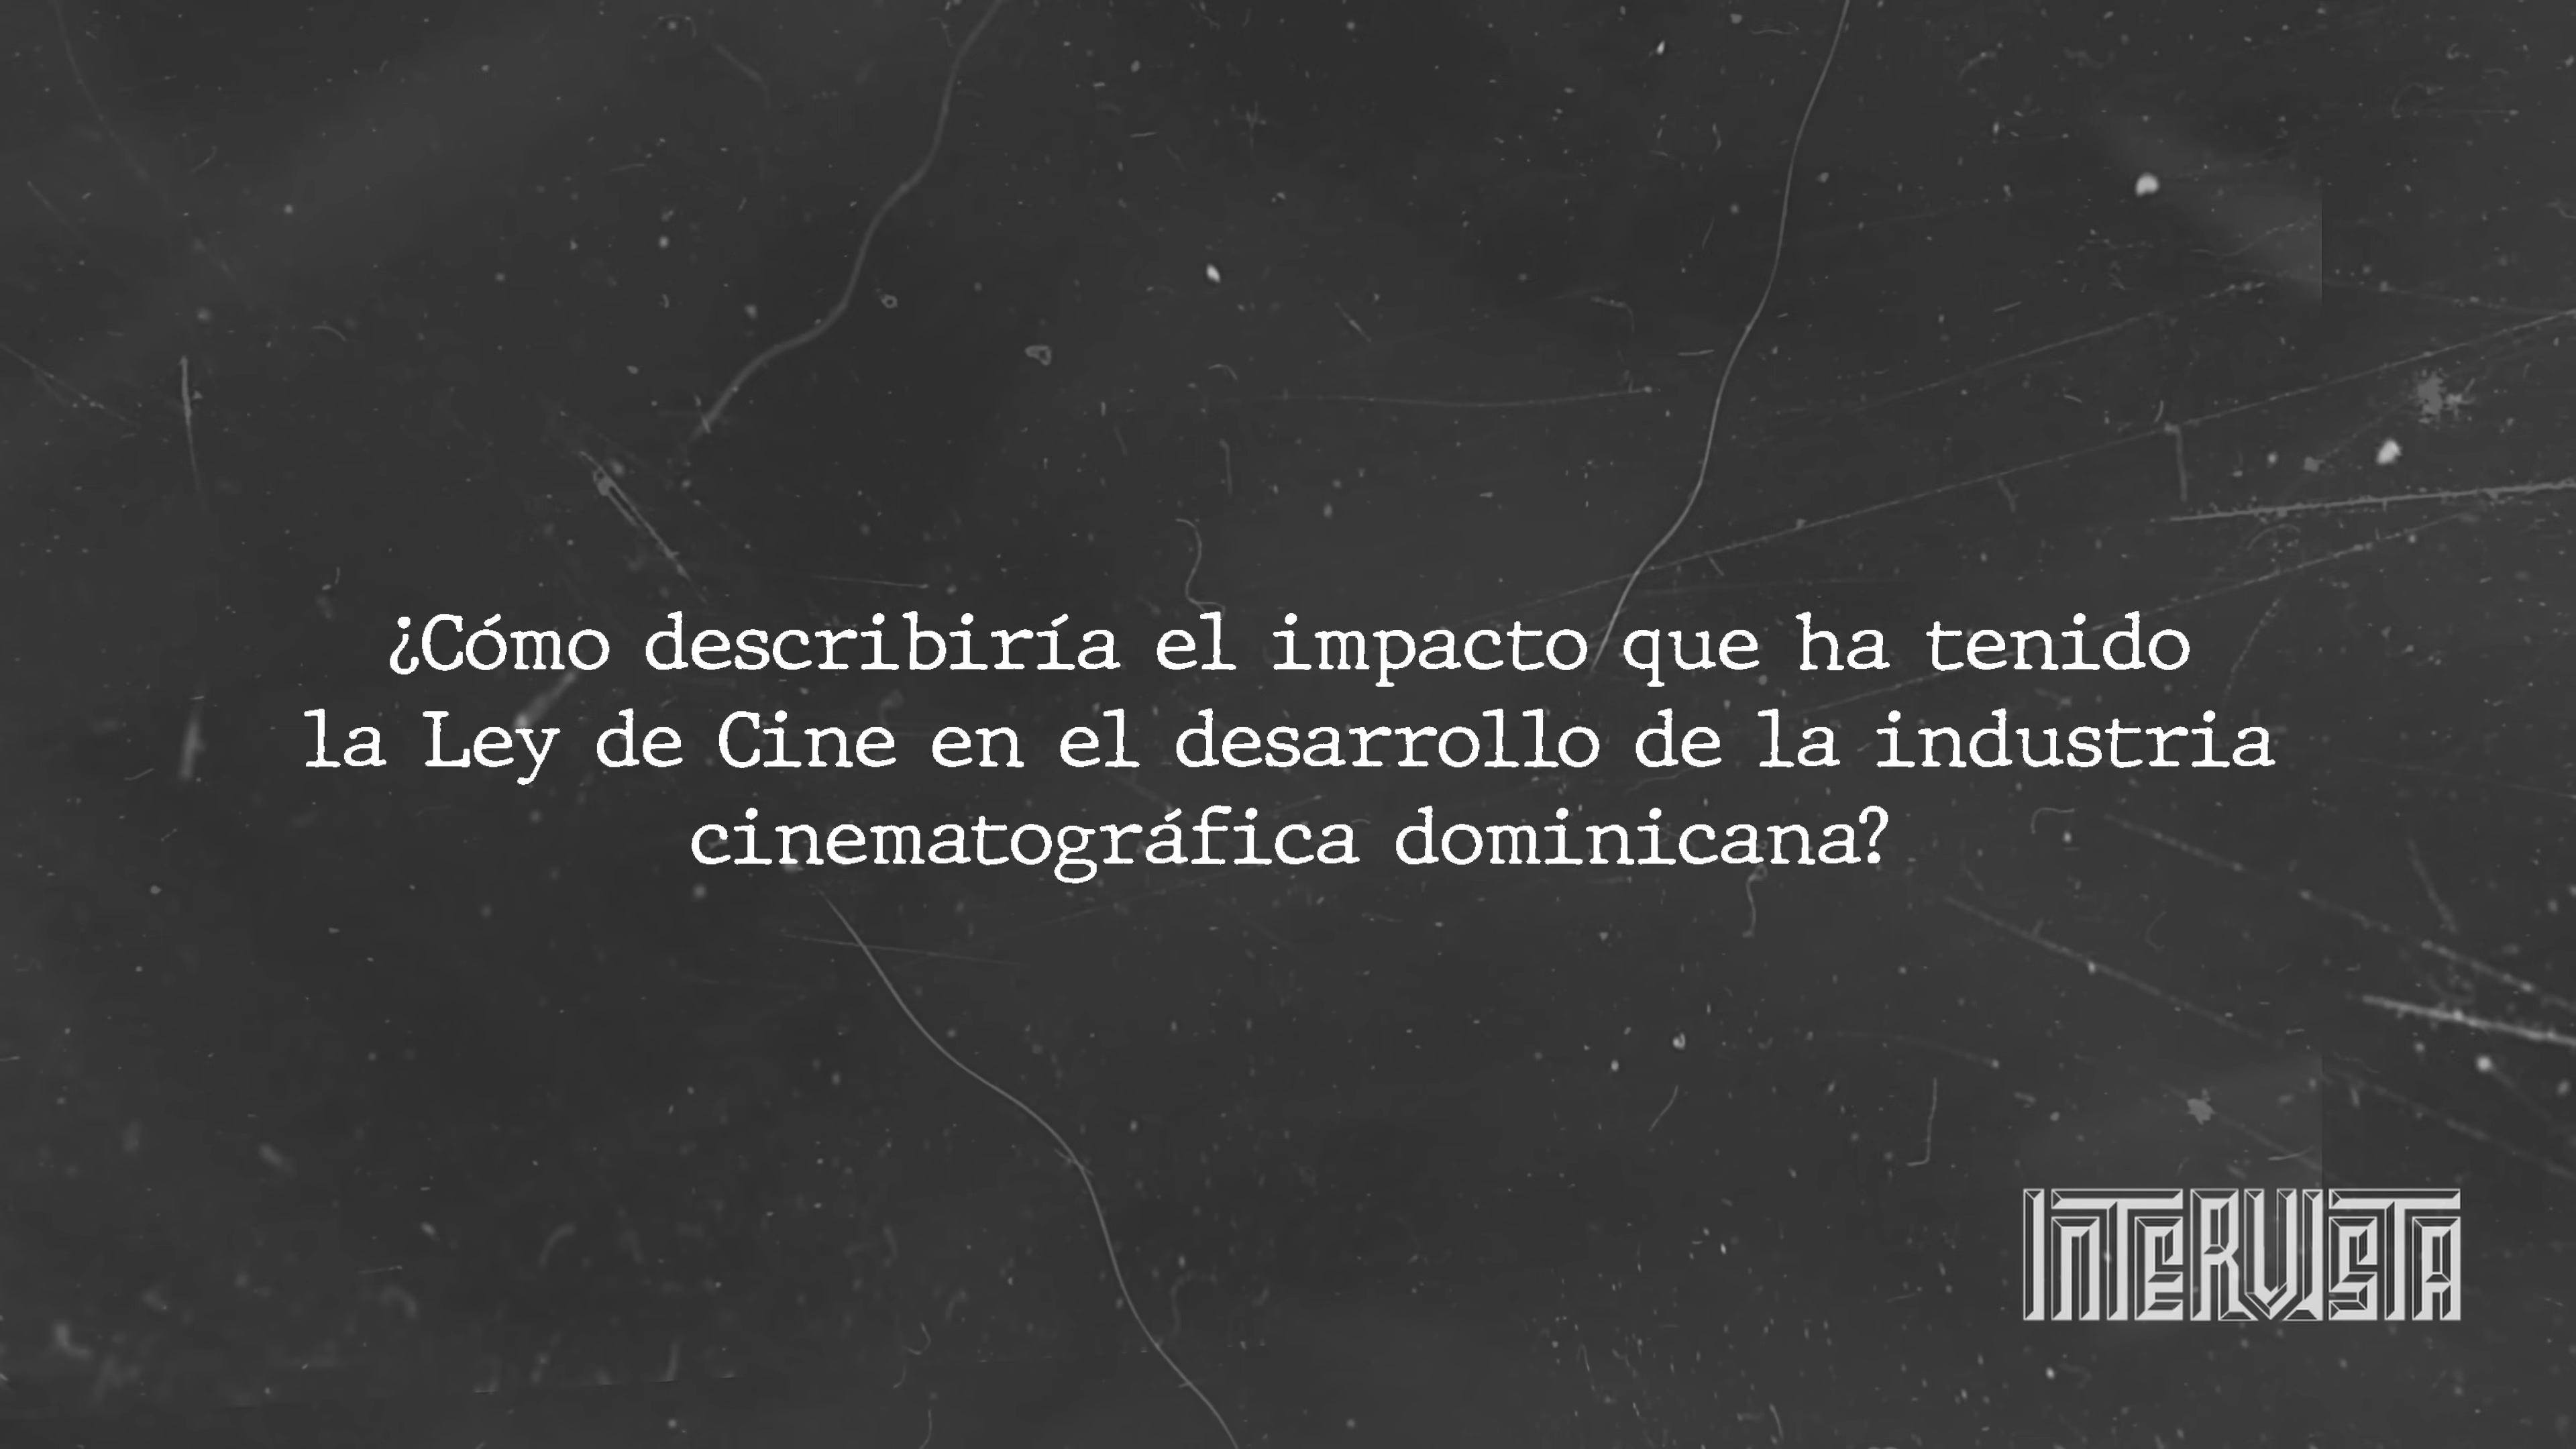 ¿Cómo describiría el impacto que ha tenido
la Ley de Cine en el desarrollo de la industria
cinematográfica dominicana?
INTERVISTA